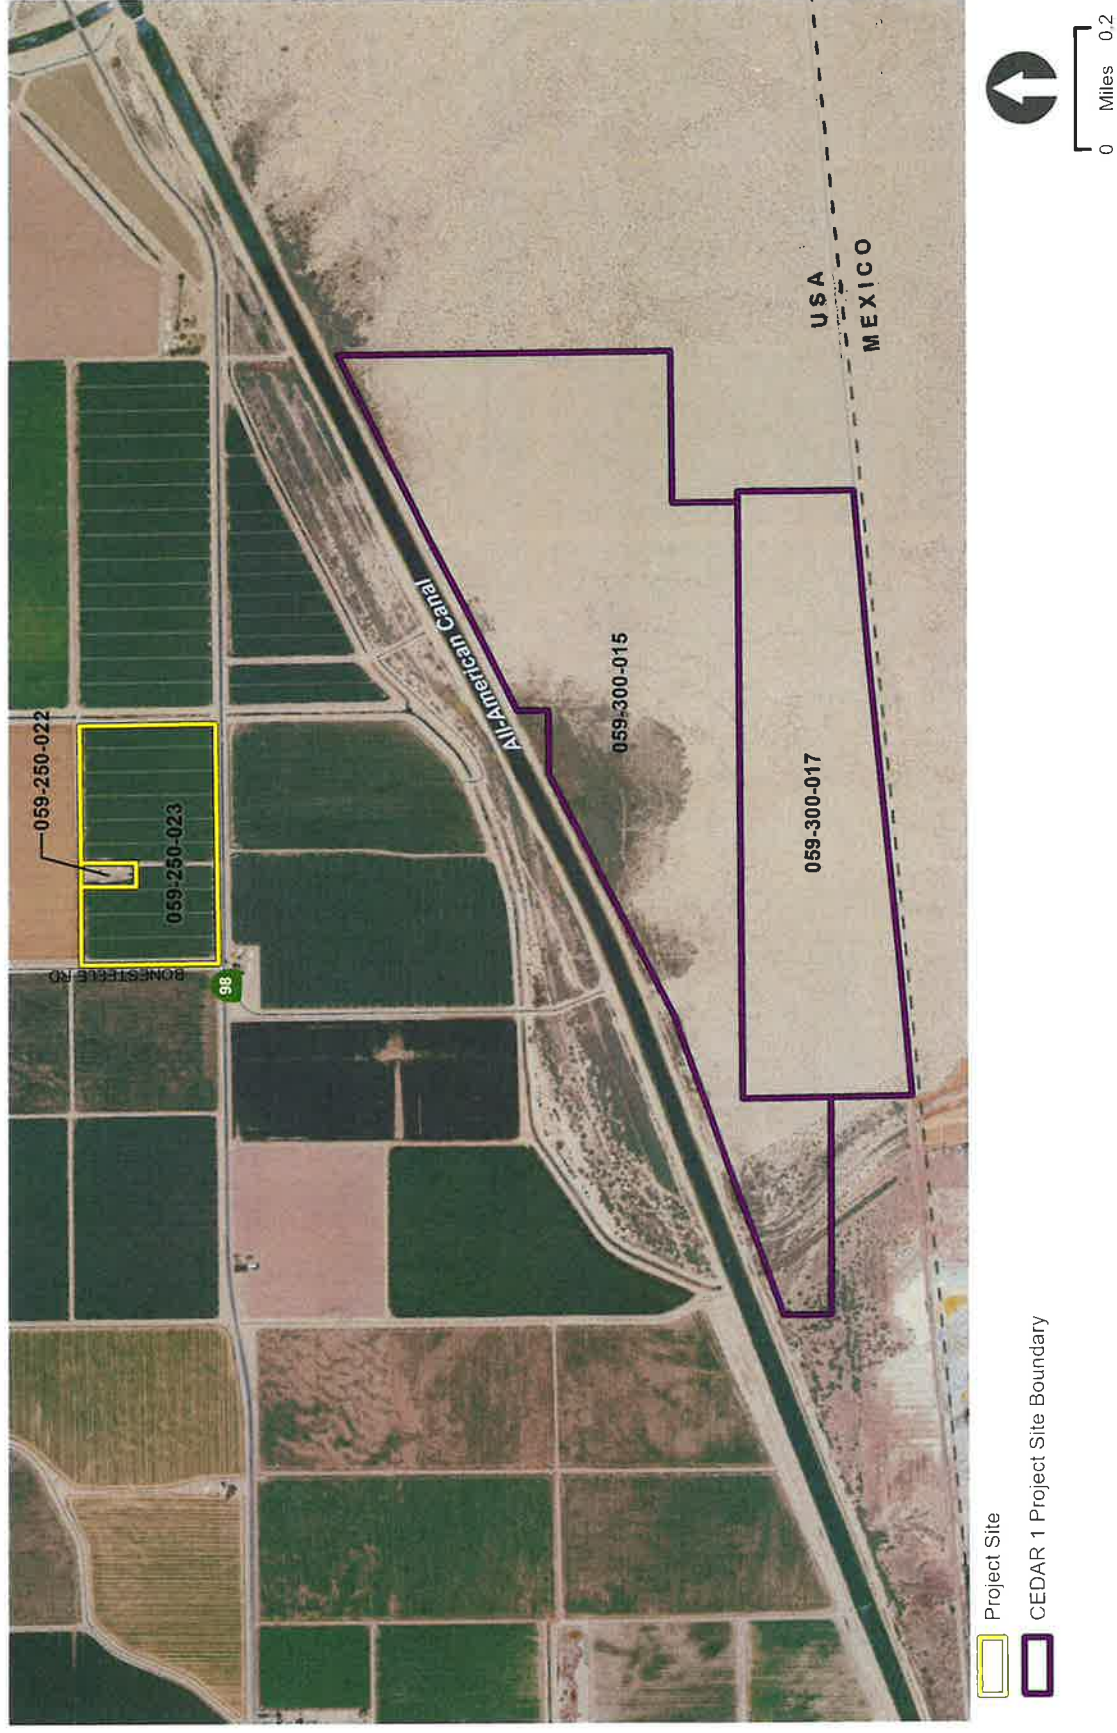 059-250-022
059-250-023
BONESTEELE RD
98
All-American Canal
059-300-015
059-300-017
USA
MEXICO
Project Site
CEDAR 1 Project Site Boundary
0 Miles 0.2